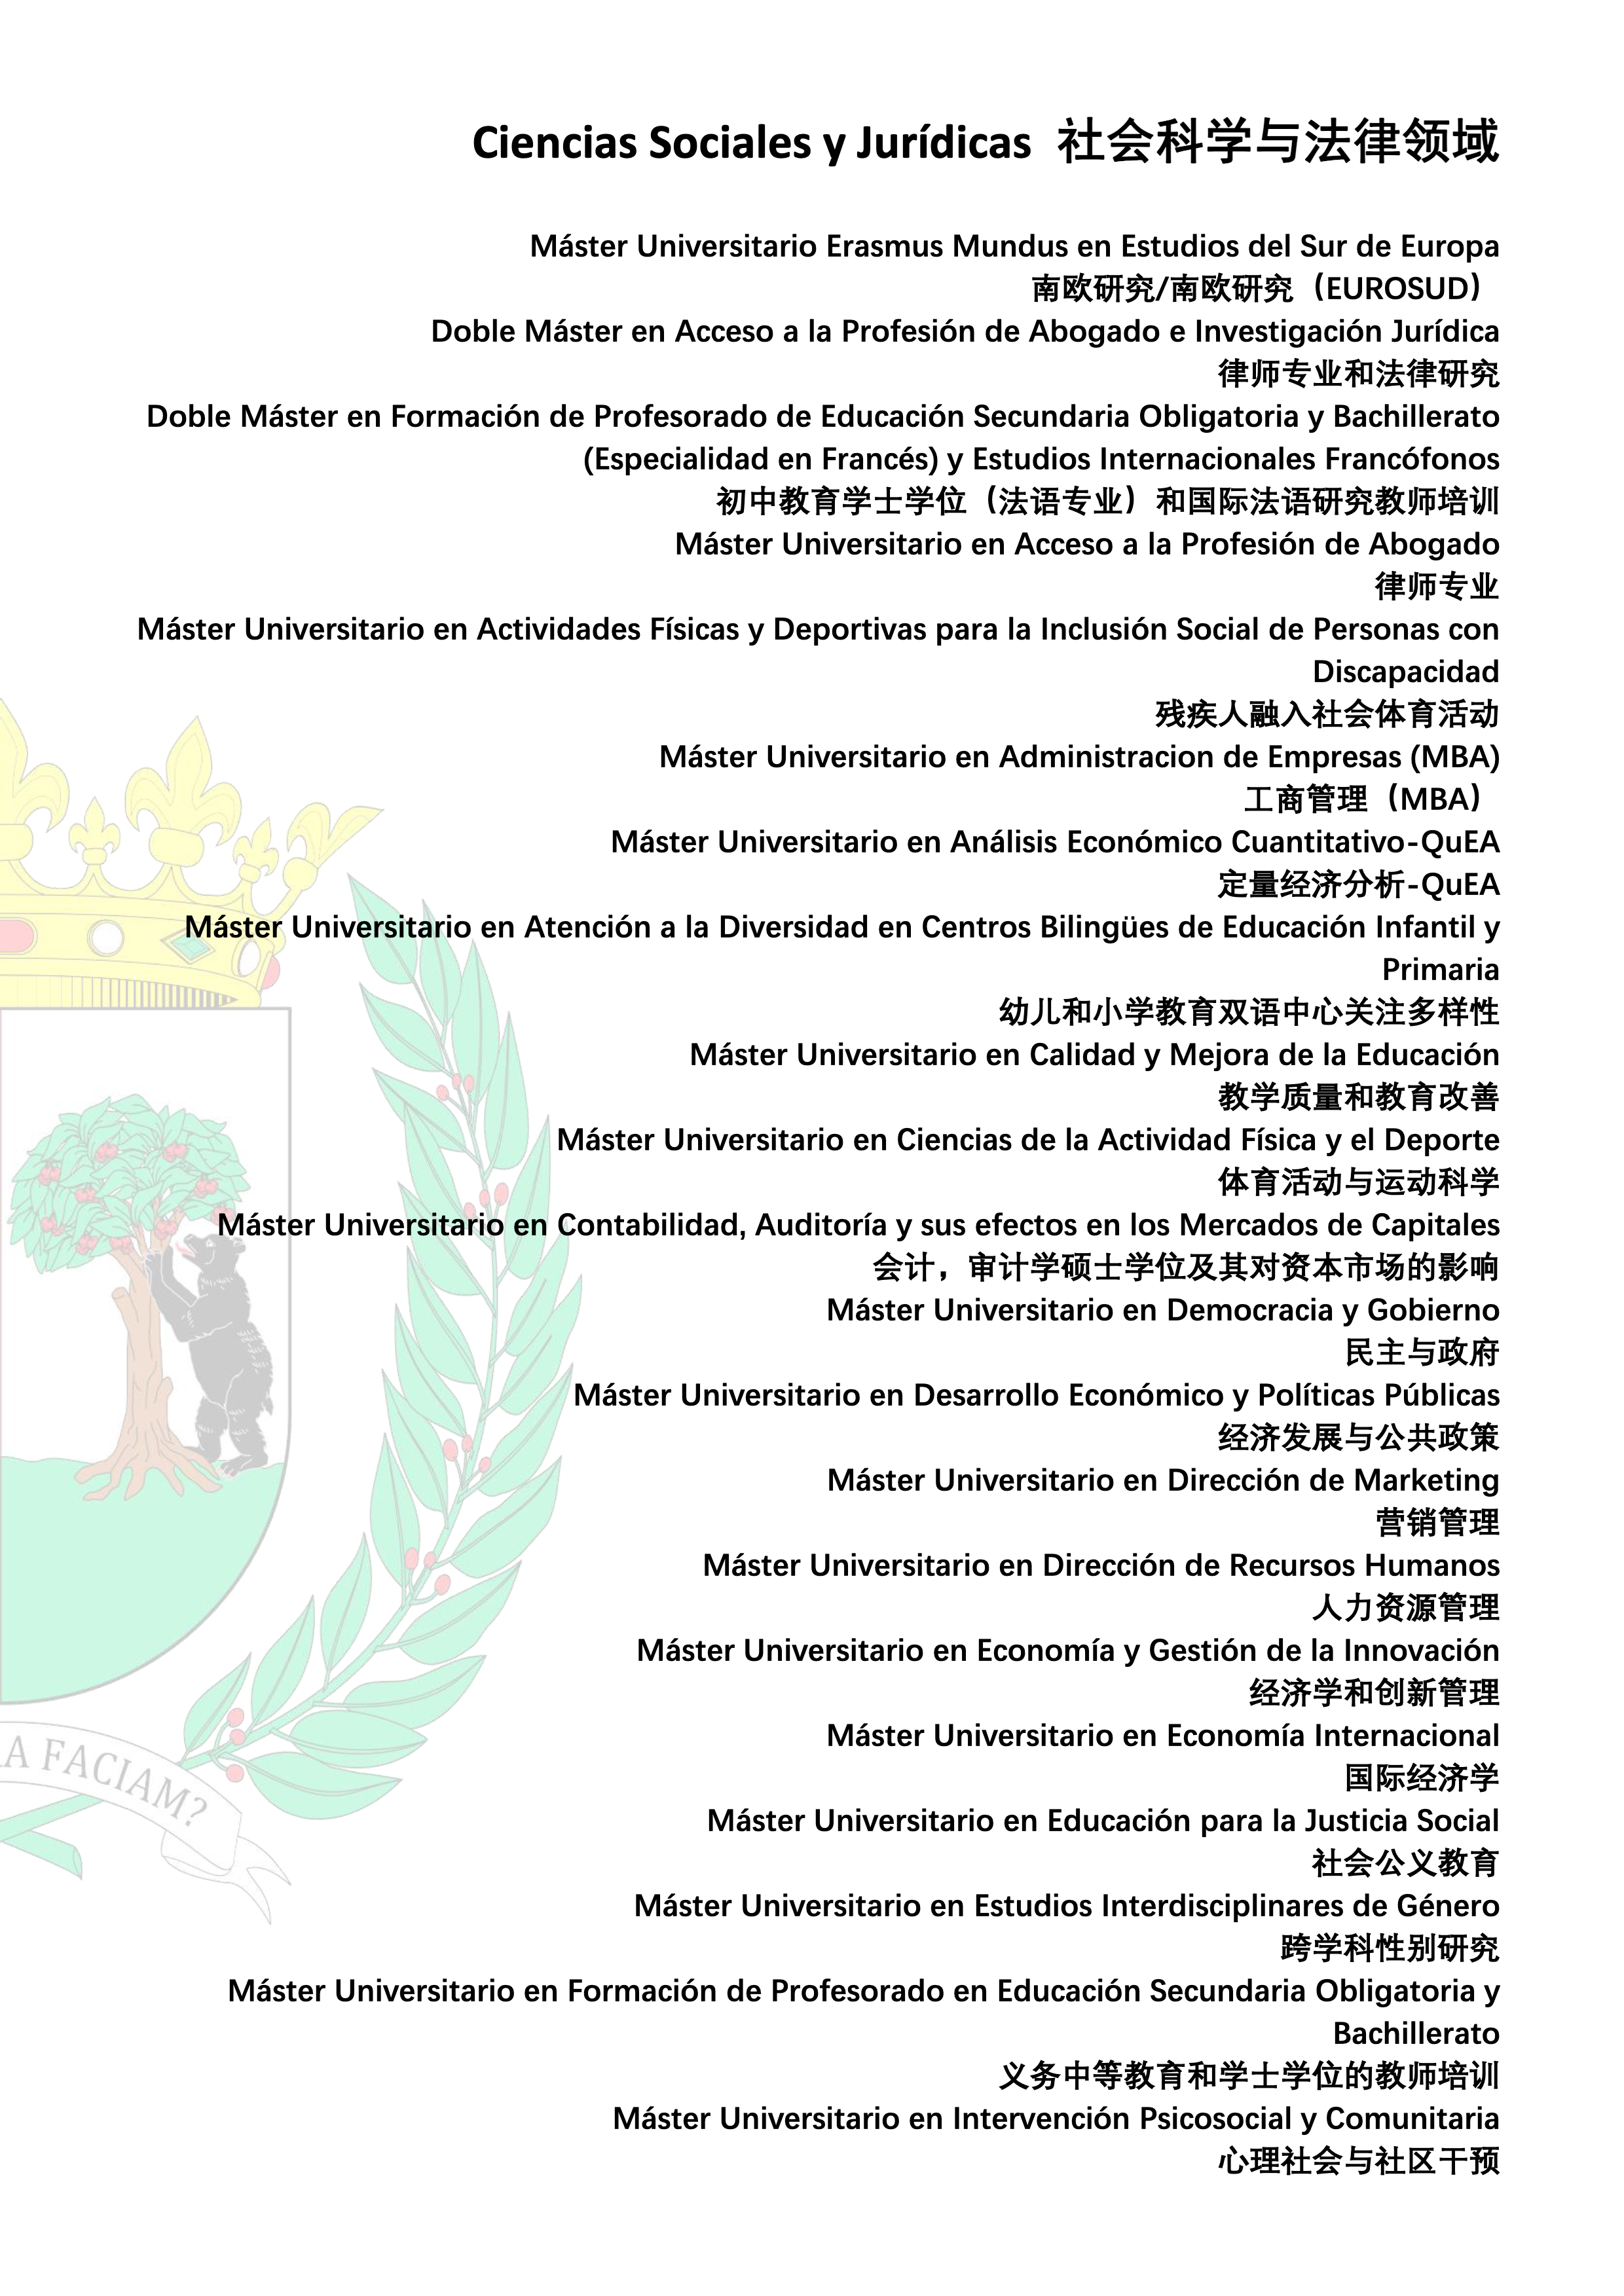 Ciencias Sociales y Jurídicas 社会科学与法律领域
Máster Universitario Erasmus Mundus en Estudios del Sur de Europa
南欧研究/南欧研究（EUROSUD）
Doble Máster en Acceso a la Profesión de Abogado e Investigación Jurídica
律师专业和法律研究
Doble Máster en Formación de Profesorado de Educación Secundaria Obligatoria y Bachillerato
(Especialidad en Francés) y Estudios Internacionales Francófonos
初中教育学士学位（法语专业）和国际法语研究教师培训
Máster Universitario en Acceso a la Profesión de Abogado
律师专业
Máster Universitario en Actividades Físicas y Deportivas para la Inclusión Social de Personas con
Discapacidad
残疾人融入社会体育活动
Máster Universitario en Administracion de Empresas (MBA)
工商管理（MBA）
Máster Universitario en Análisis Económico Cuantitativo-QuEA
定量经济分析-QuEA
Máster Universitario en Atención a la Diversidad en Centros Bilingües de Educación Infantil y
Primaria
幼儿和小学教育双语中心关注多样性
Máster Universitario en Calidad y Mejora de la Educación
教学质量和教育改善
Máster Universitario en Ciencias de la Actividad Física y el Deporte
体育活动与运动科学
Máster Universitario en Contabilidad, Auditoría y sus efectos en los Mercados de Capitales
会计，审计学硕士学位及其对资本市场的影响
Máster Universitario en Democracia y Gobierno
民主与政府
Máster Universitario en Desarrollo Económico y Políticas Públicas
经济发展与公共政策
Máster Universitario en Dirección de Marketing
营销管理
Máster Universitario en Dirección de Recursos Humanos
人力资源管理
Máster Universitario en Economía y Gestión de la Innovación
经济学和创新管理
Máster Universitario en Economía Internacional
国际经济学
Máster Universitario en Educación para la Justicia Social
社会公义教育
Máster Universitario en Estudios Interdisciplinares de Género
跨学科性别研究
Máster Universitario en Formación de Profesorado en Educación Secundaria Obligatoria y
Bachillerato
义务中等教育和学士学位的教师培训
Máster Universitario en Intervención Psicosocial y Comunitaria
心理社会与社区干预
A FACIAM?